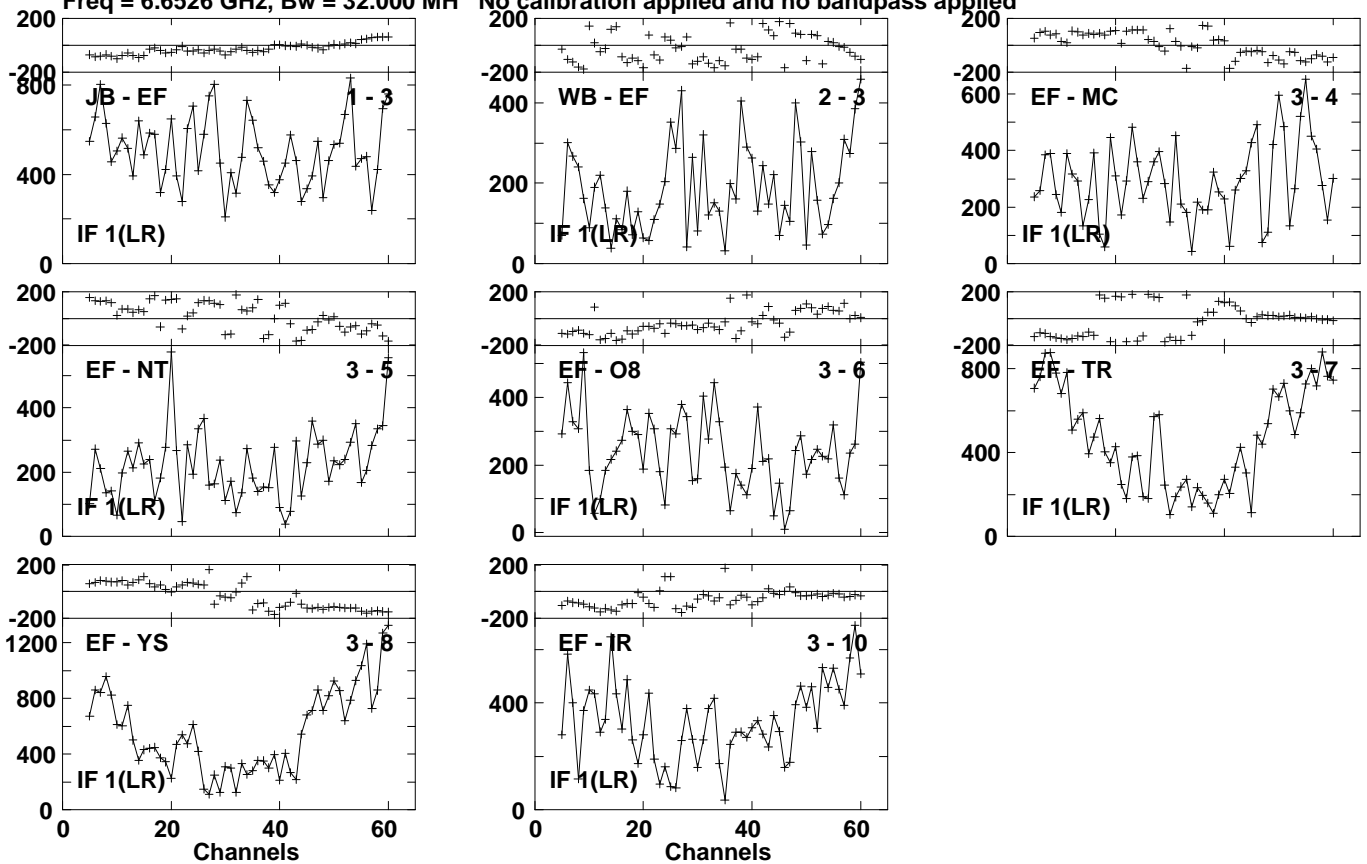 Freq = 6.6526 GHz, Bw = 32.000 MH No calibration applied and no bandpass applied
200
-200
800
400
0
JB - EF 1 - 3
IF 1(LR)
400
200
0
WB - EF 2 - 3
IF 1(LR)
200
-200
600
400
200
0
EF - MC 3 - 4
IF 1(LR)
200
-200
400
200
0
EF - NT 3 - 5
IF 1(LR)
400
200
0
EF - O8 3 - 6
IF 1(LR)
200
-200
800
400
0
EF - TR 3 - 7
IF 1(LR)
200
-200
1200
800
400
0
EF - YS 3 - 8
IF 1(LR)
0 20 40 60
Channels
200
-200
400
0
EF - IR 3 - 10
IF 1(LR)
0 20 40 60
Channels